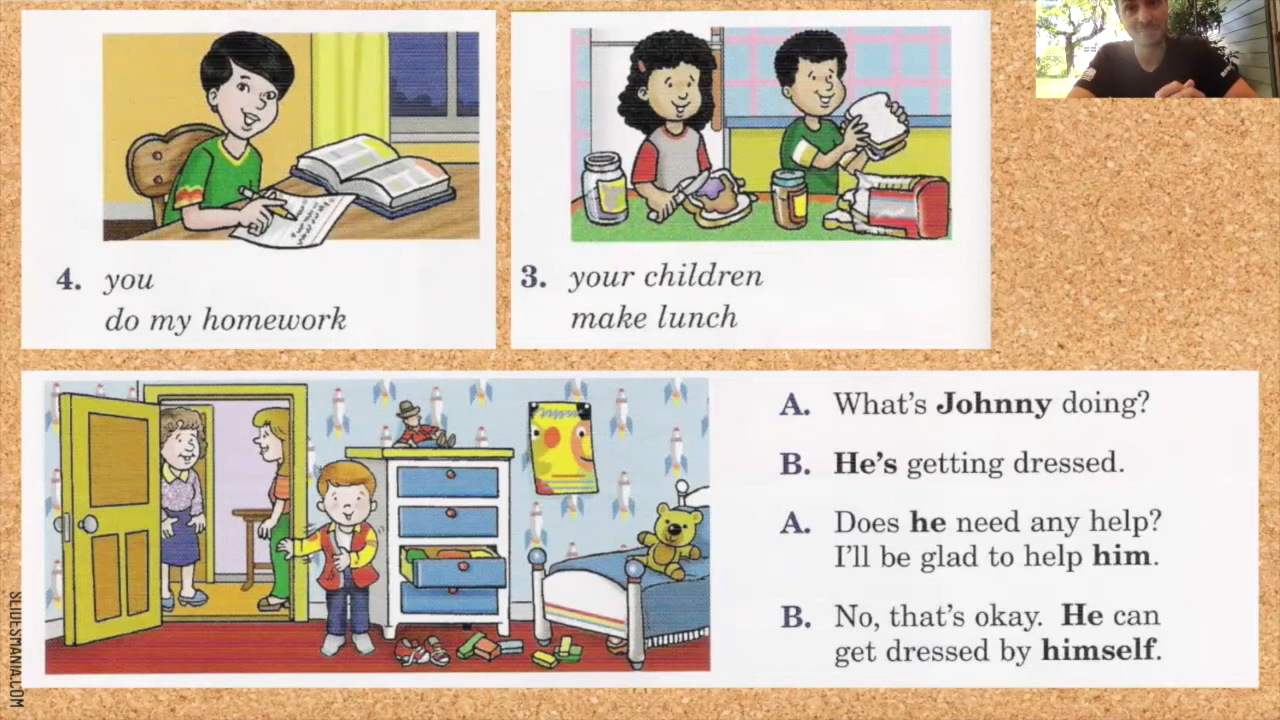 4. you
do my homework
3. your children
make lunch
A. What's Johnny doing?
B. He's getting dressed.
A. Does he need any help?
I'll be glad to help him.
B. No, that's okay. He can
get dressed by himself.
SLIDESMANIA.COM